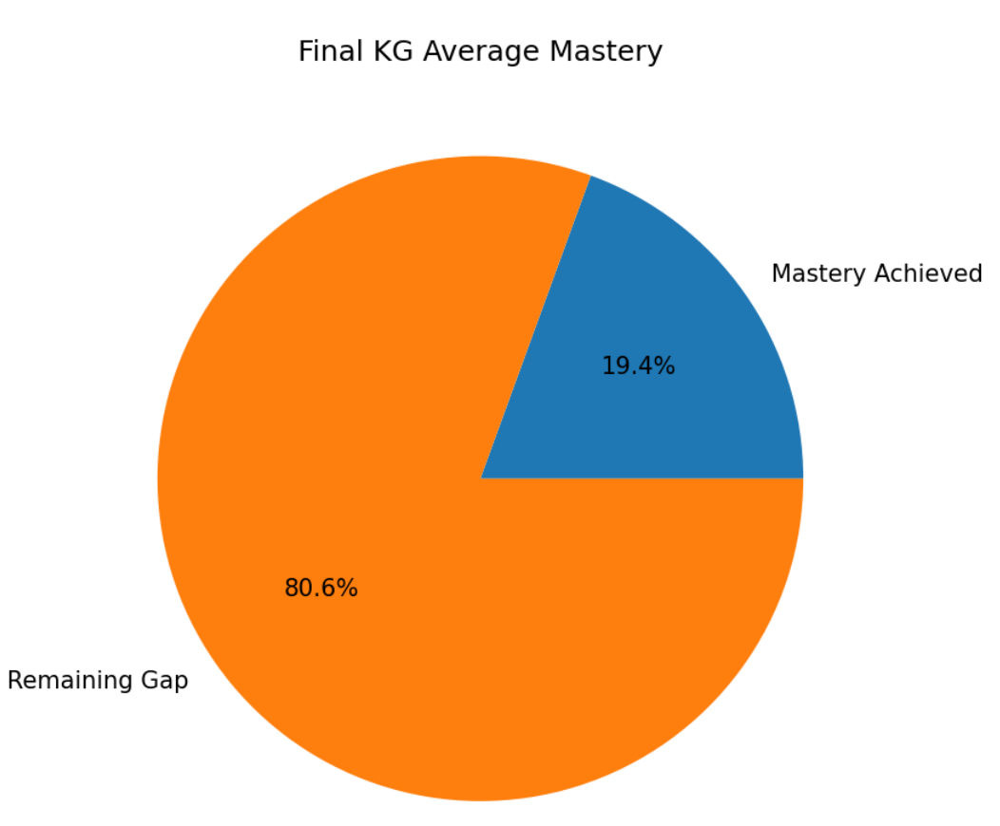 Final KG Average Mastery
Mastery Achieved
19.4%
80.6%
Remaining Gap